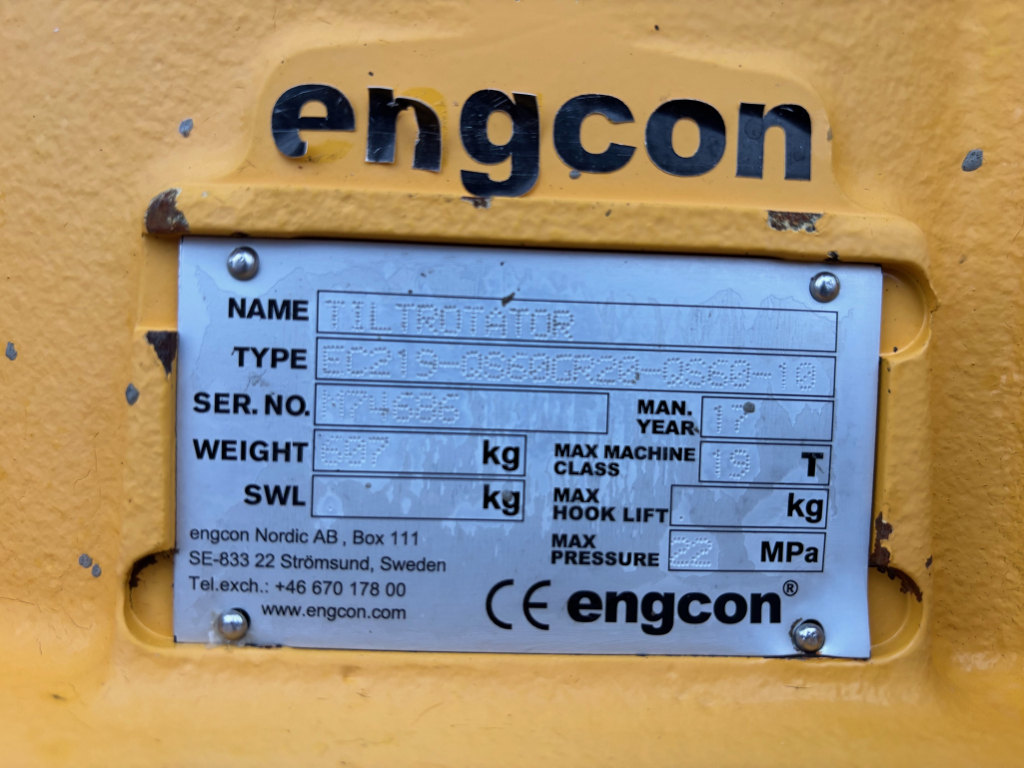 engcon
NAME TILTROTATOR
TYPE EC219-QS60GR20-QS60-10
SER. NO. MAN. YEAR 17
WEIGHT kg MAX MACHINE CLASS 19 T
SWL kg MAX HOOK LIFT kg
MAX PRESSURE 22 MPa
engcon Nordic AB, Box 111
SE-833 22 Strömsund, Sweden
Tel.exch.: +46 670 178 00
www.engcon.com
CE engcon®